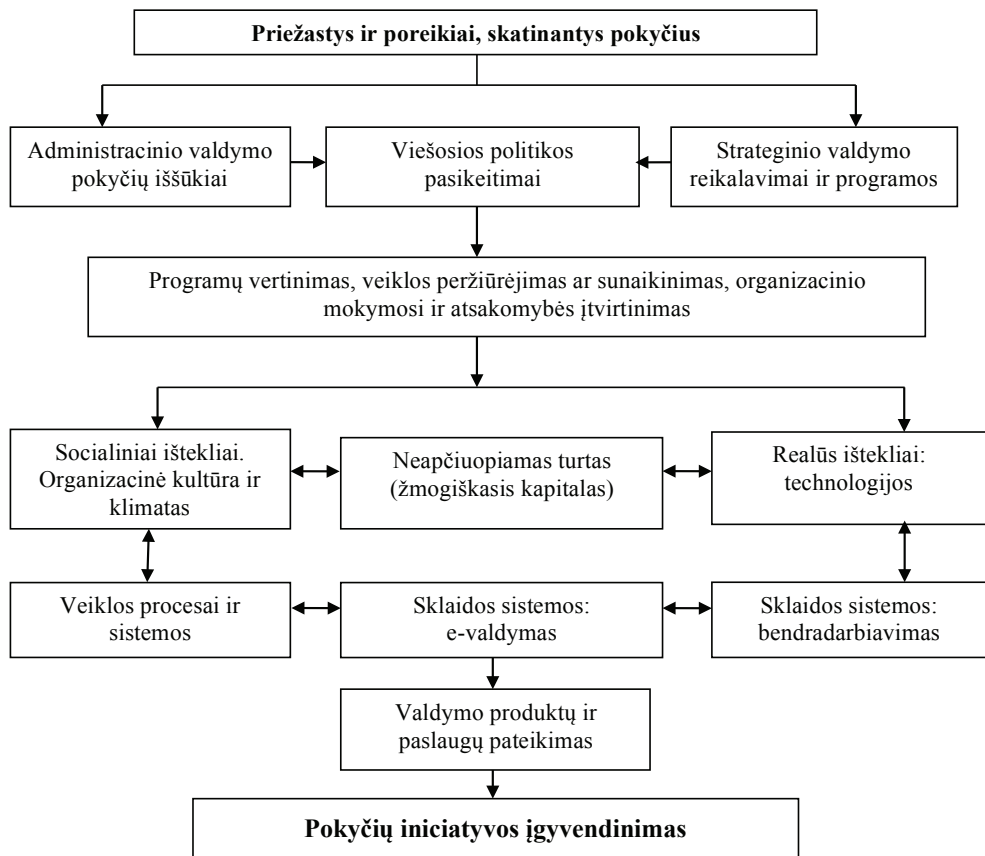 Priežastys ir poreikiai, skatinantys pokyčius
Administracinio valdymo
pokyčių iššūkiai
Viešosios politikos
pasikeitimai
Strateginio valdymo
reikalavimai ir programos
Programų vertinimas, veiklos peržiūrėjimas ar sunaikinimas, organizacinio
mokymosi ir atsakomybės įtvirtinimas
Socialiniai ištekliai.
Organizacinė kultūra ir
klimatas
Neapčiuopiamas turtas
(žmogiškasis kapitalas)
Realūs ištekliai:
technologijos
Veiklos procesai ir
sistemos
Sklaidos sistemos:
e-valdymas
Sklaidos sistemos:
bendradarbiavimas
Valdymo produktų ir
paslaugų pateikimas
Pokyčių iniciatyvos įgyvendinimas